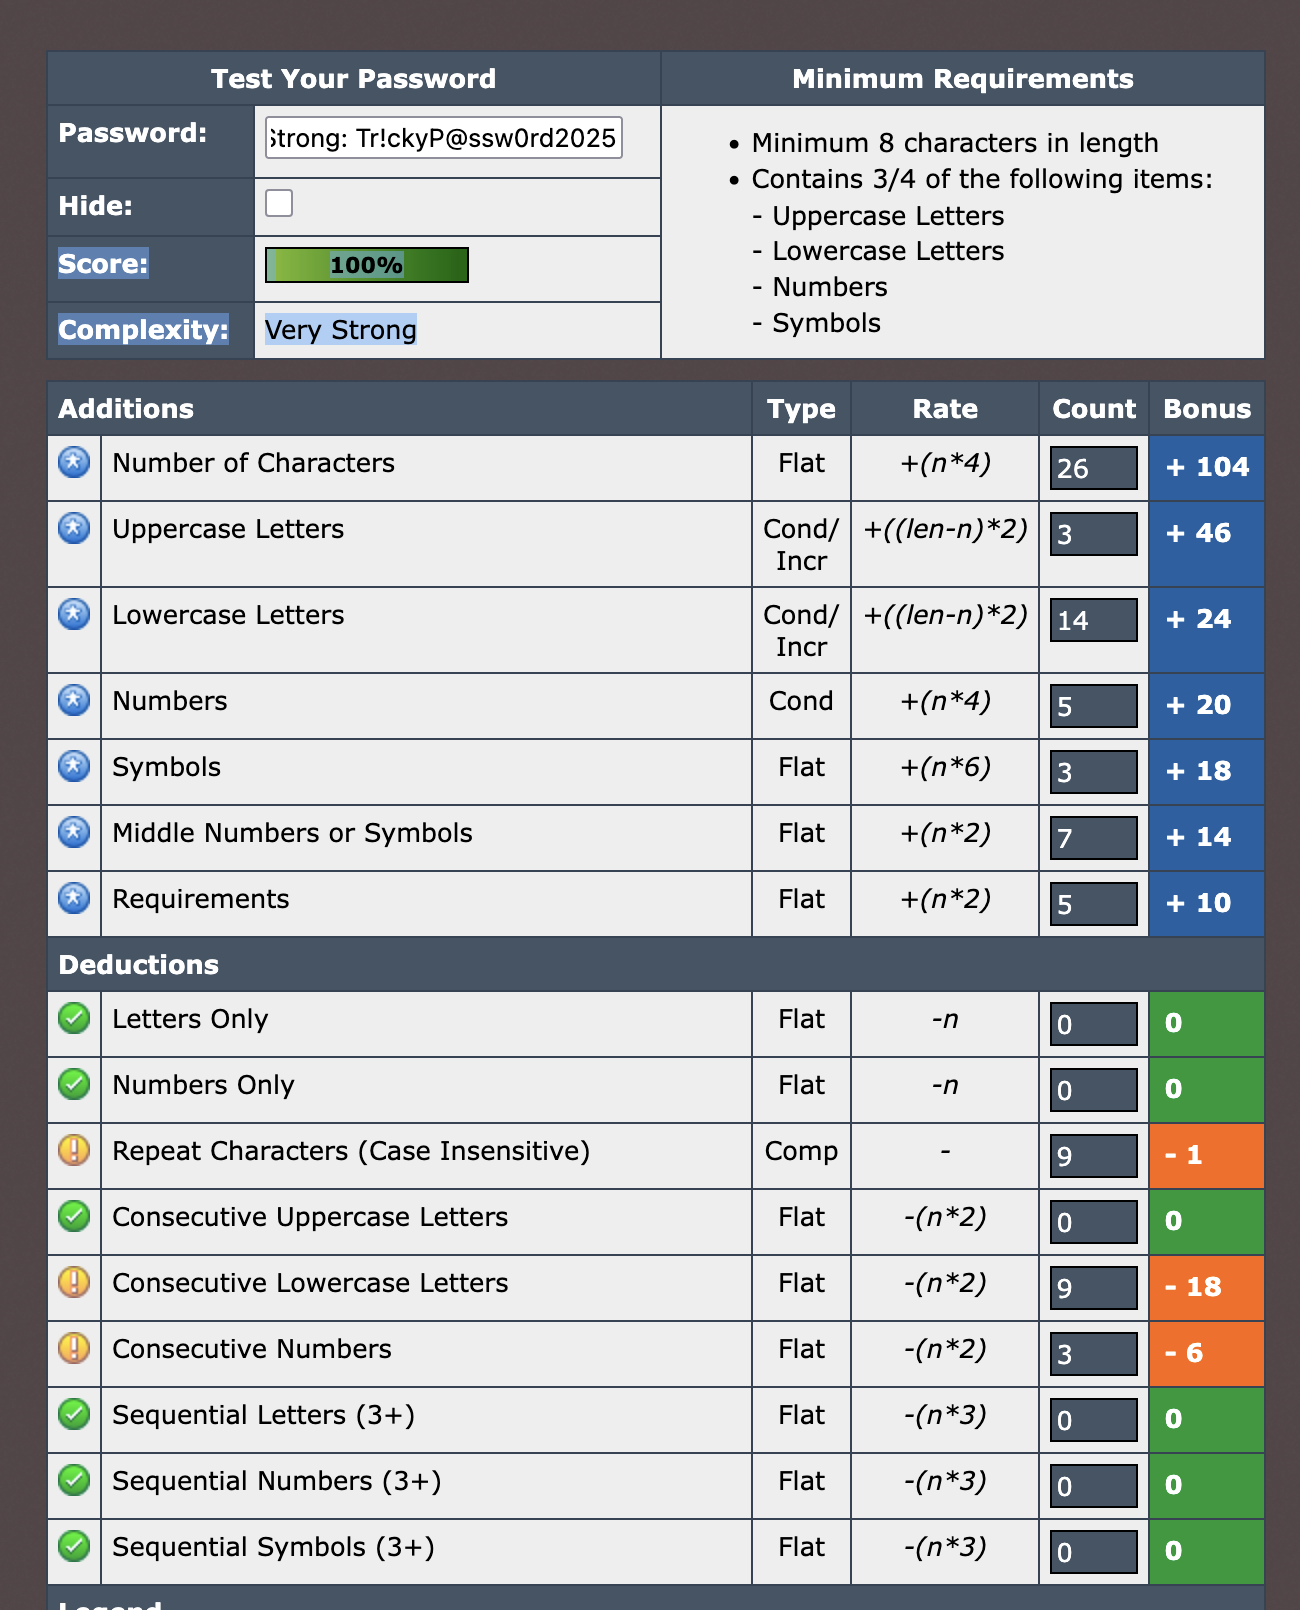 Test Your Password
Minimum Requirements
Password:
Strong: Tr!ckyP@ssw0rd2025
Hide:
Score:
100%
Complexity:
Very Strong
• Minimum 8 characters in length
• Contains 3/4 of the following items:
- Uppercase Letters
- Lowercase Letters
- Numbers
- Symbols
Additions Type Rate Count Bonus
Number of Characters Flat +(n*4) 26 + 104
Uppercase Letters Cond/ +((len-n)*2) 3 + 46
Incr
Lowercase Letters Cond/ +((len-n)*2) 14 + 24
Incr
Numbers Cond +(n*4) 5 + 20
Symbols Flat +(n*6) 3 + 18
Middle Numbers or Symbols Flat +(n*2) 7 + 14
Requirements Flat +(n*2) 5 + 10
Deductions
Letters Only Flat -n 0 0
Numbers Only Flat -n 0 0
Repeat Characters (Case Insensitive) Comp - 9 - 1
Consecutive Uppercase Letters Flat -(n*2) 0 0
Consecutive Lowercase Letters Flat -(n*2) 9 - 18
Consecutive Numbers Flat -(n*2) 3 - 6
Sequential Letters (3+) Flat -(n*3) 0 0
Sequential Numbers (3+) Flat -(n*3) 0 0
Sequential Symbols (3+) Flat -(n*3) 0 0
Legend